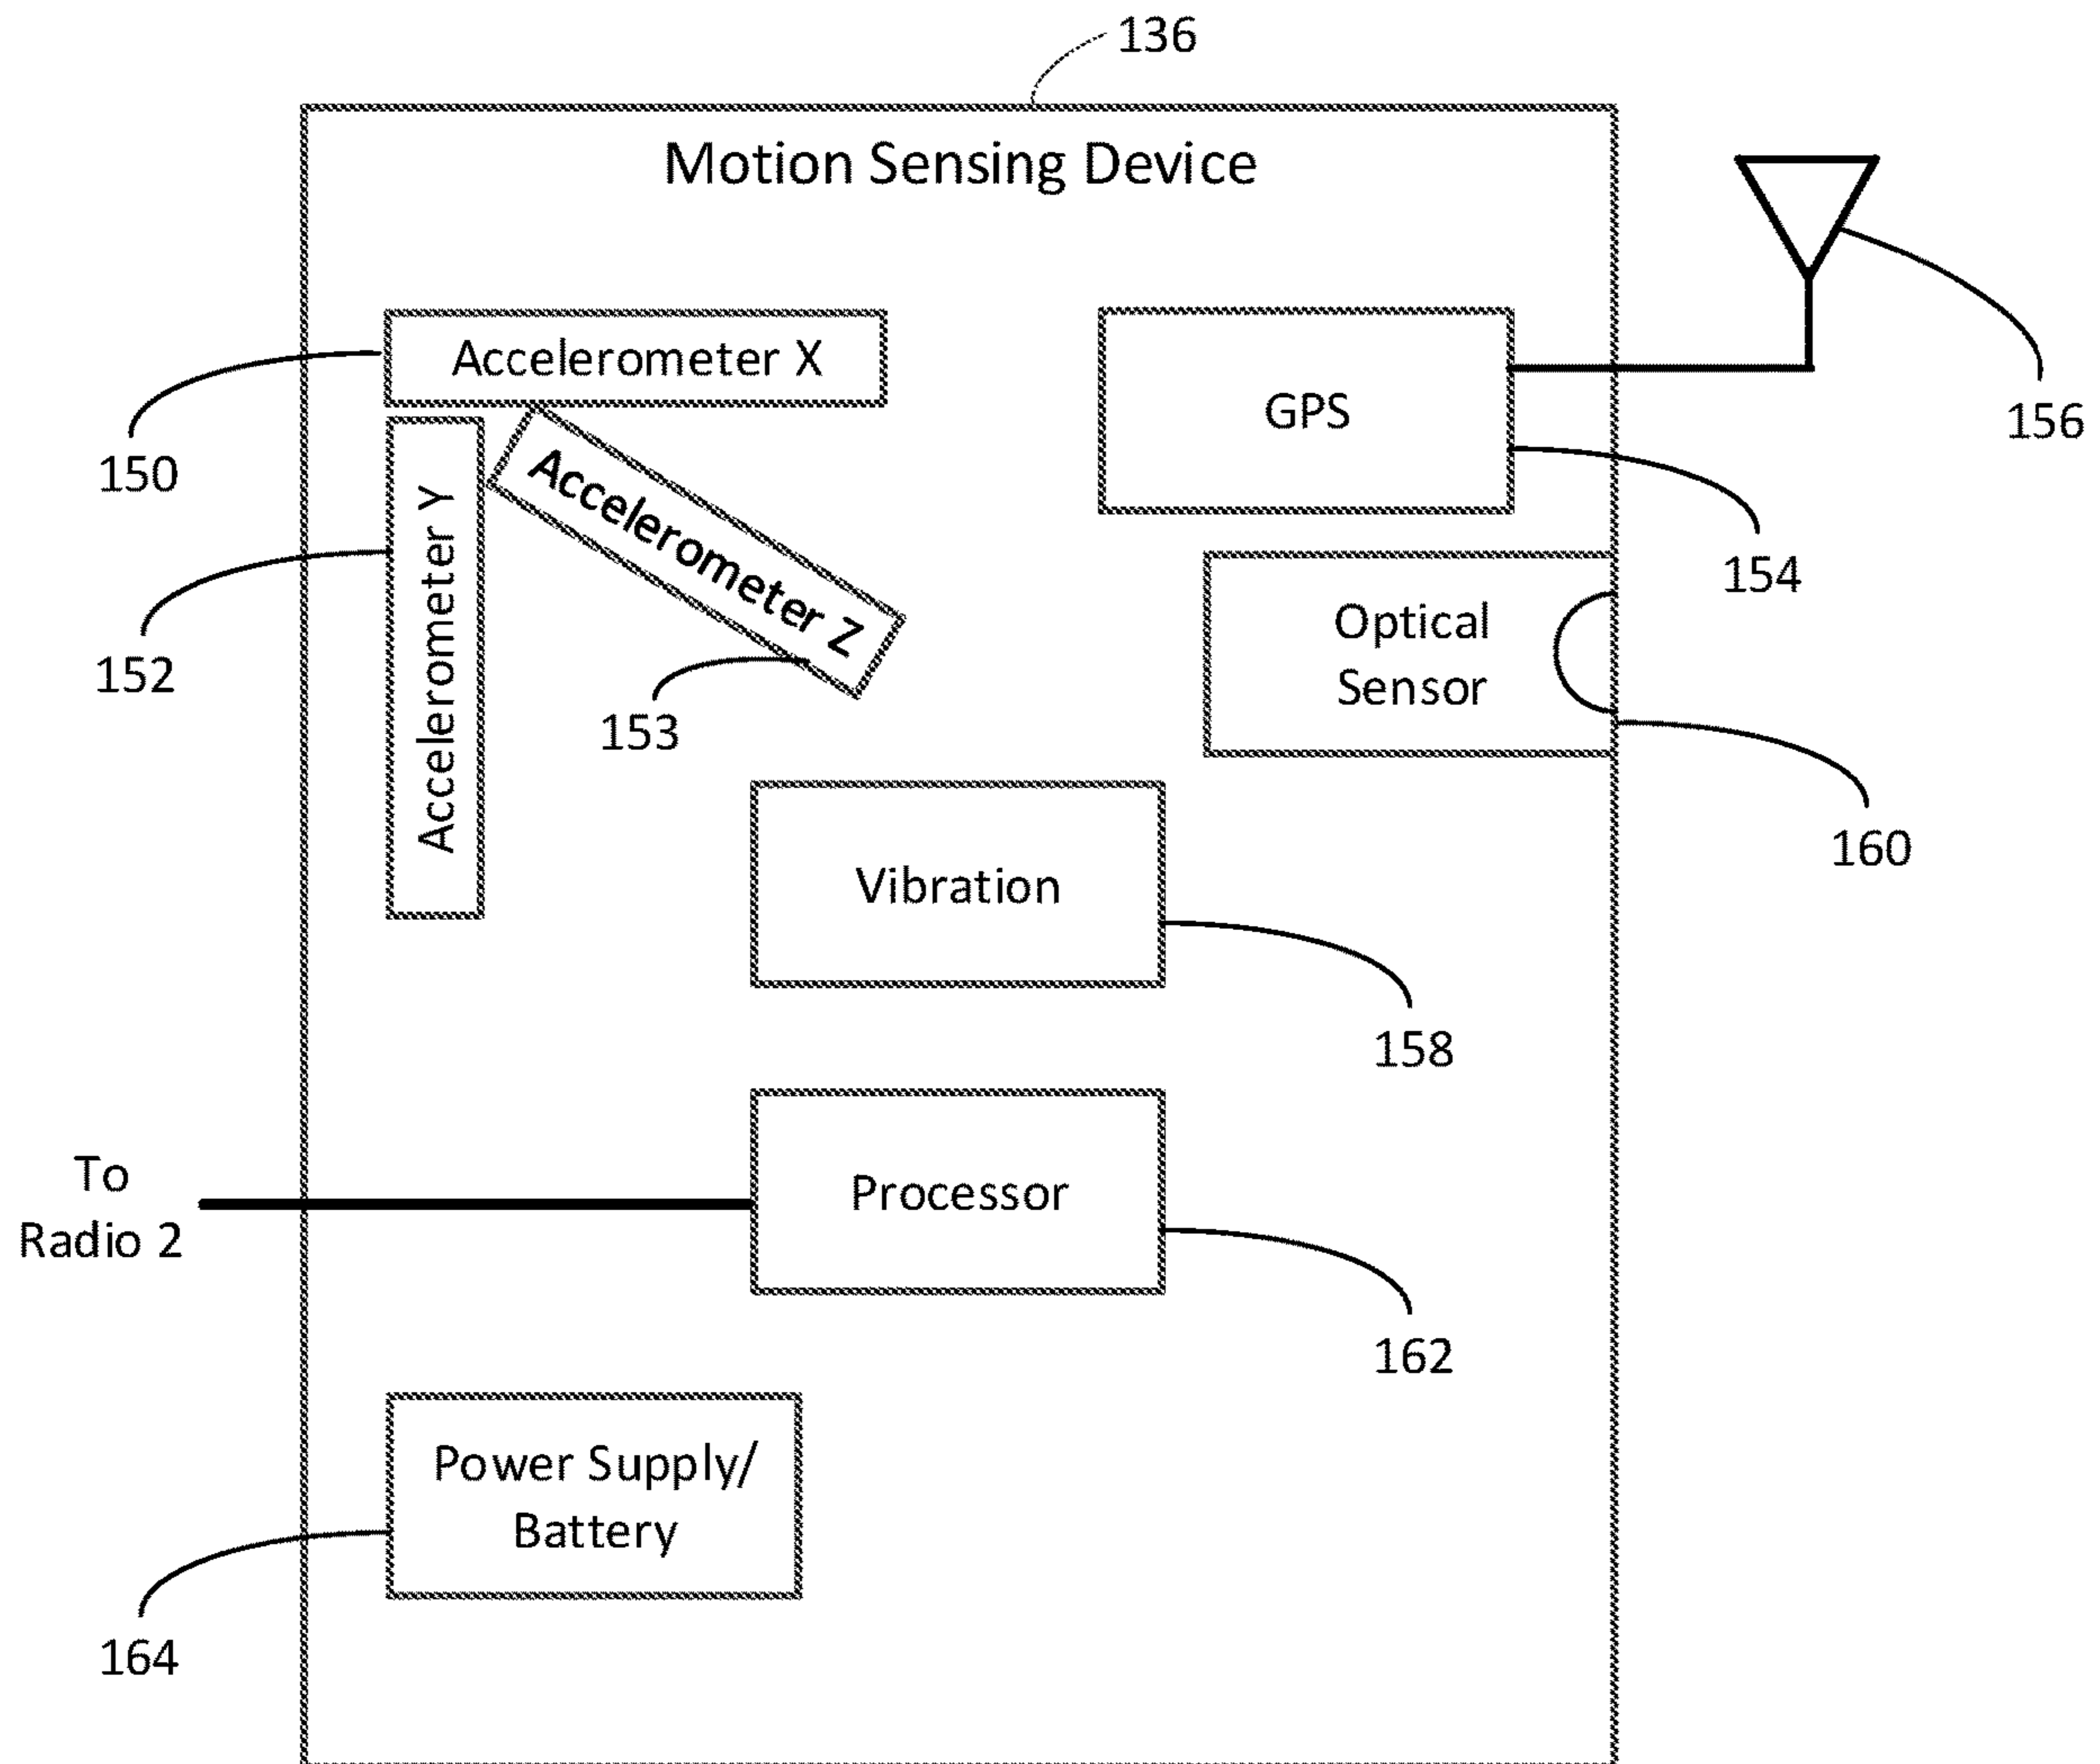 136
Motion Sensing Device
Accelerometer X
GPS
156
150
Accelerometer Y
Accelerometer Z
154
152
153
Optical
Sensor
160
Vibration
158
To
Radio 2
Processor
162
Power Supply/
Battery
164